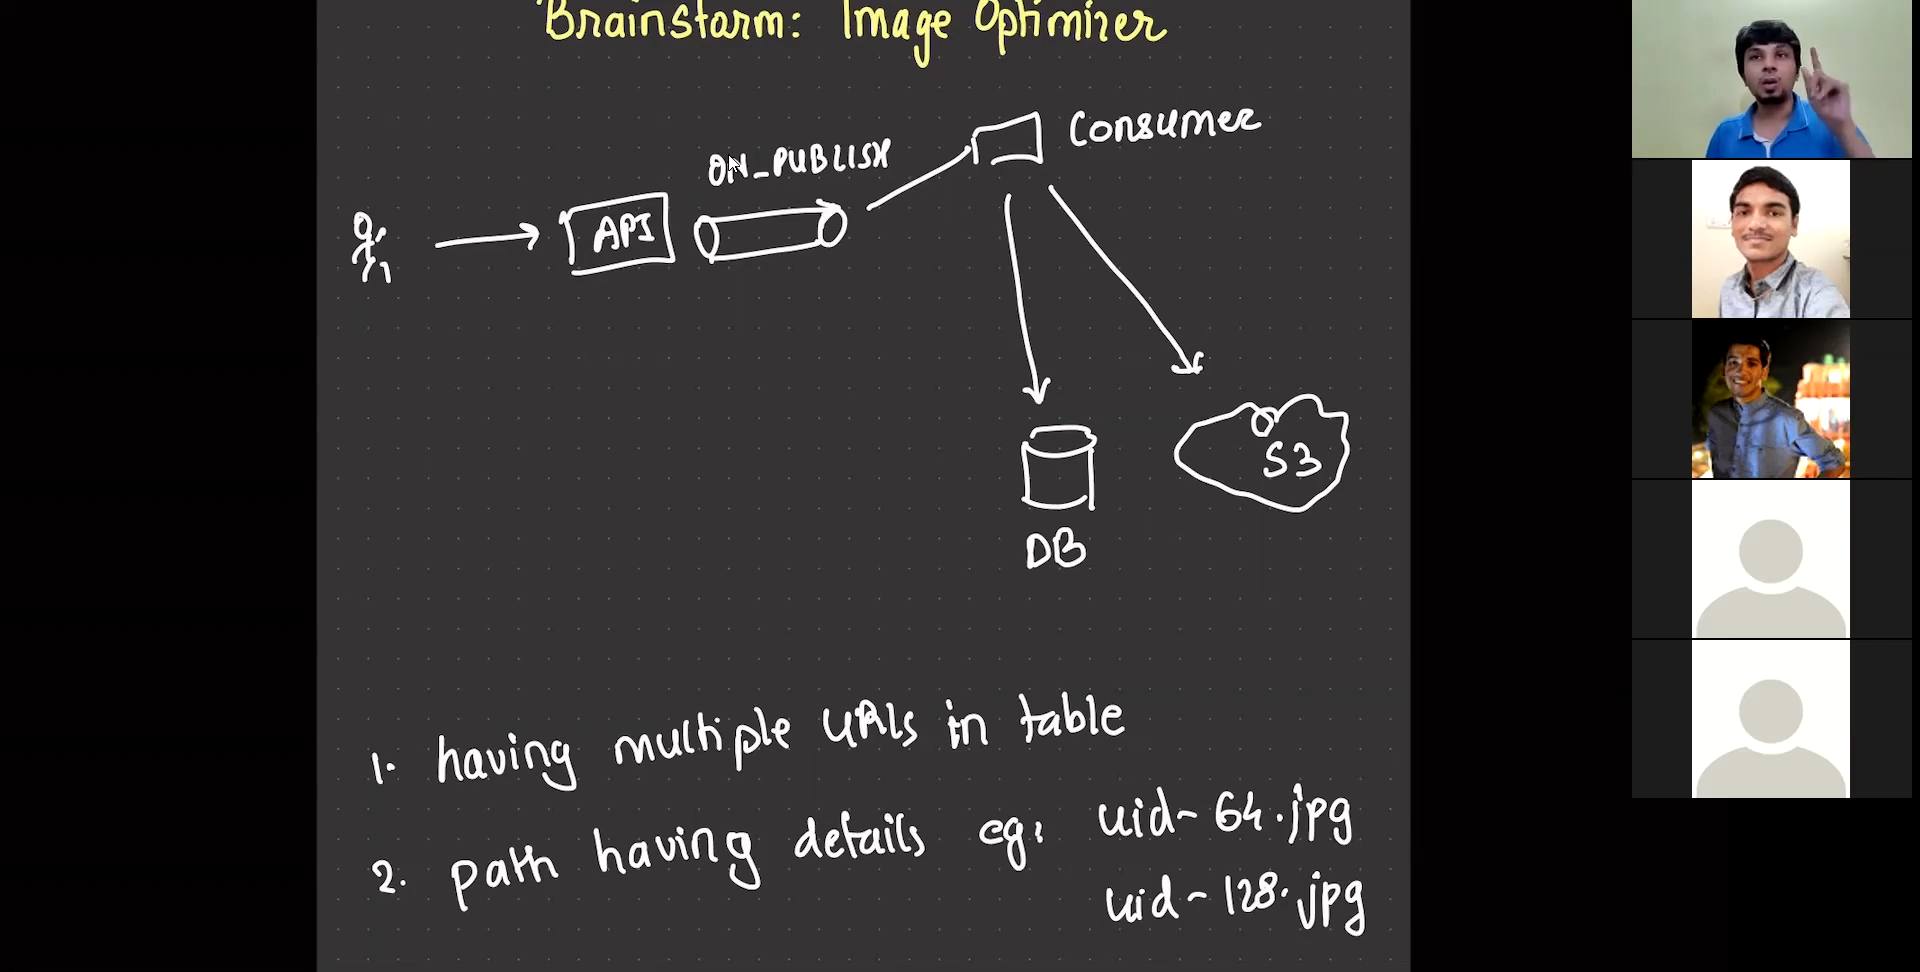 Brainstorm: Image Optimizer
ON_PUBLISH
Consumer
API
S3
DB
1. having multiple URLs in table
2. path having details eg: uid~64.jpg
uid~128.jpg